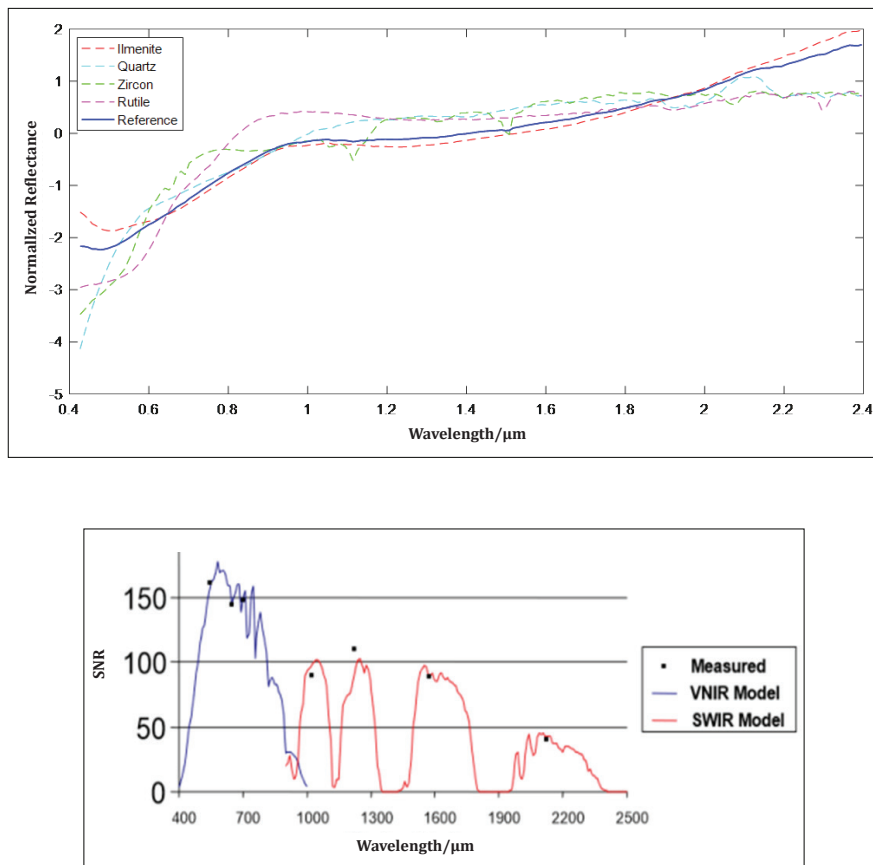 2
1
0
-1
-2
-3
-4
-5
Normalized Reflectance
Ilmenite
Quartz
Zircon
Rutile
Reference
0.4 0.6 0.8 1 1.2 1.4 1.6 1.8 2 2.2 2.4
Wavelength/μm
150
100
50
0
SNR
Measured
VNIR Model
SWIR Model
400 700 1000 1300 1600 1900 2200 2500
Wavelength/μm